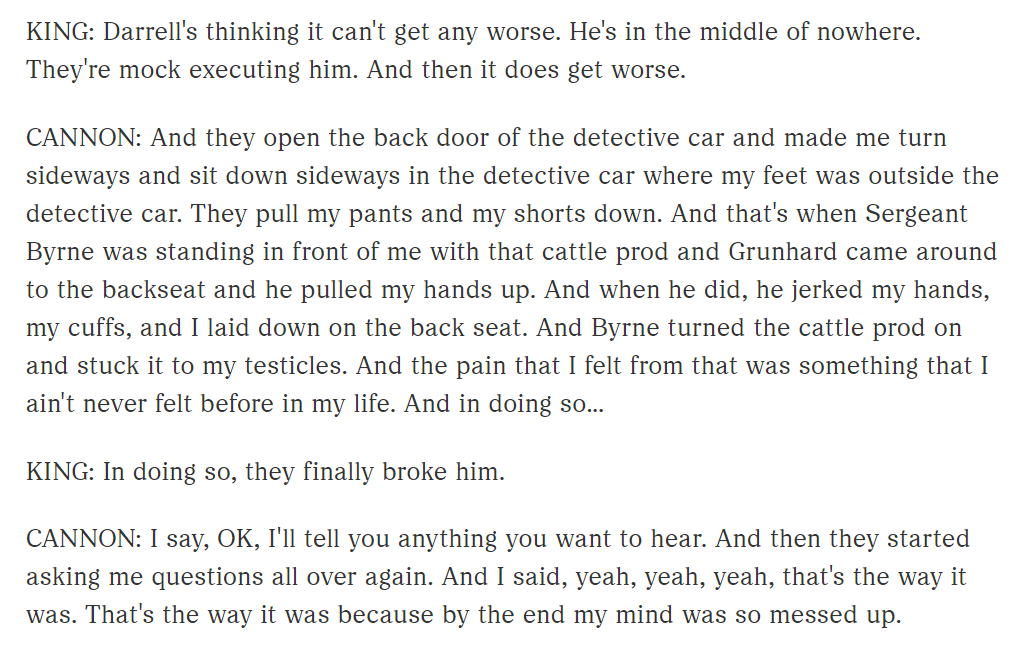 KING: Darrell's thinking it can't get any worse. He's in the middle of nowhere.
They're mock executing him. And then it does get worse.
CANNON: And they open the back door of the detective car and made me turn
sideways and sit down sideways in the detective car where my feet was outside the
detective car. They pull my pants and my shorts down. And that's when Sergeant
Byrne was standing in front of me with that cattle prod and Grunhard came around
to the backseat and he pulled my hands up. And when he did, he jerked my hands,
my cuffs, and I laid down on the back seat. And Byrne turned the cattle prod on
and stuck it to my testicles. And the pain that I felt from that was something that I
ain't never felt before in my life. And in doing so...
KING: In doing so, they finally broke him.
CANNON: I say, OK, I'll tell you anything you want to hear. And then they started
asking me questions all over again. And I said, yeah, yeah, yeah, that's the way it
was. That's the way it was because by the end my mind was so messed up.